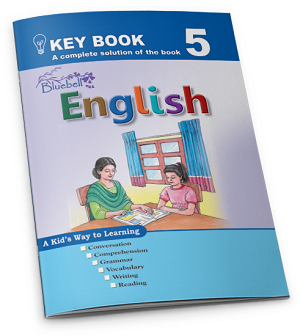 KEY BOOK 5
A complete solution of the book
Bluebell
English
A Kid's Way to Learning
Conversation
Comprehension
Grammar
Vocabulary
Writing
Reading